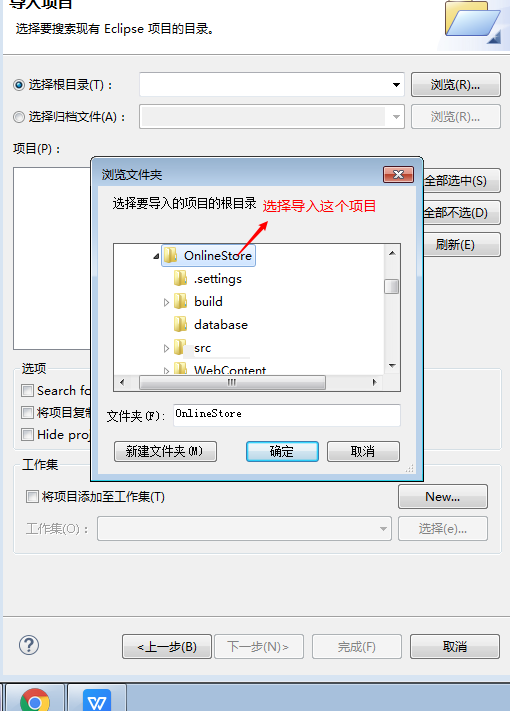 导入项目
选择要搜索现有 Eclipse 项目的目录。
选择根目录(T)：
浏览(R)...
选择归档文件(A)：
浏览(R)...
项目(P)：
浏览文件夹
选择要导入的项目的根目录
选择导入这个项目
OnlineStore
.settings
build
database
src
WebContent
文件夹(F):
OnlineStore
新建文件夹(M)
确定
取消
全部选中(S)
全部不选(D)
刷新(E)
选项
Search fo
将项目复制
Hide proj
工作集
将项目添加至工作集(T)
New...
工作集(O)：
选择(e)...
?
<上一步(B)
下一步(N)>
完成(F)
取消
W